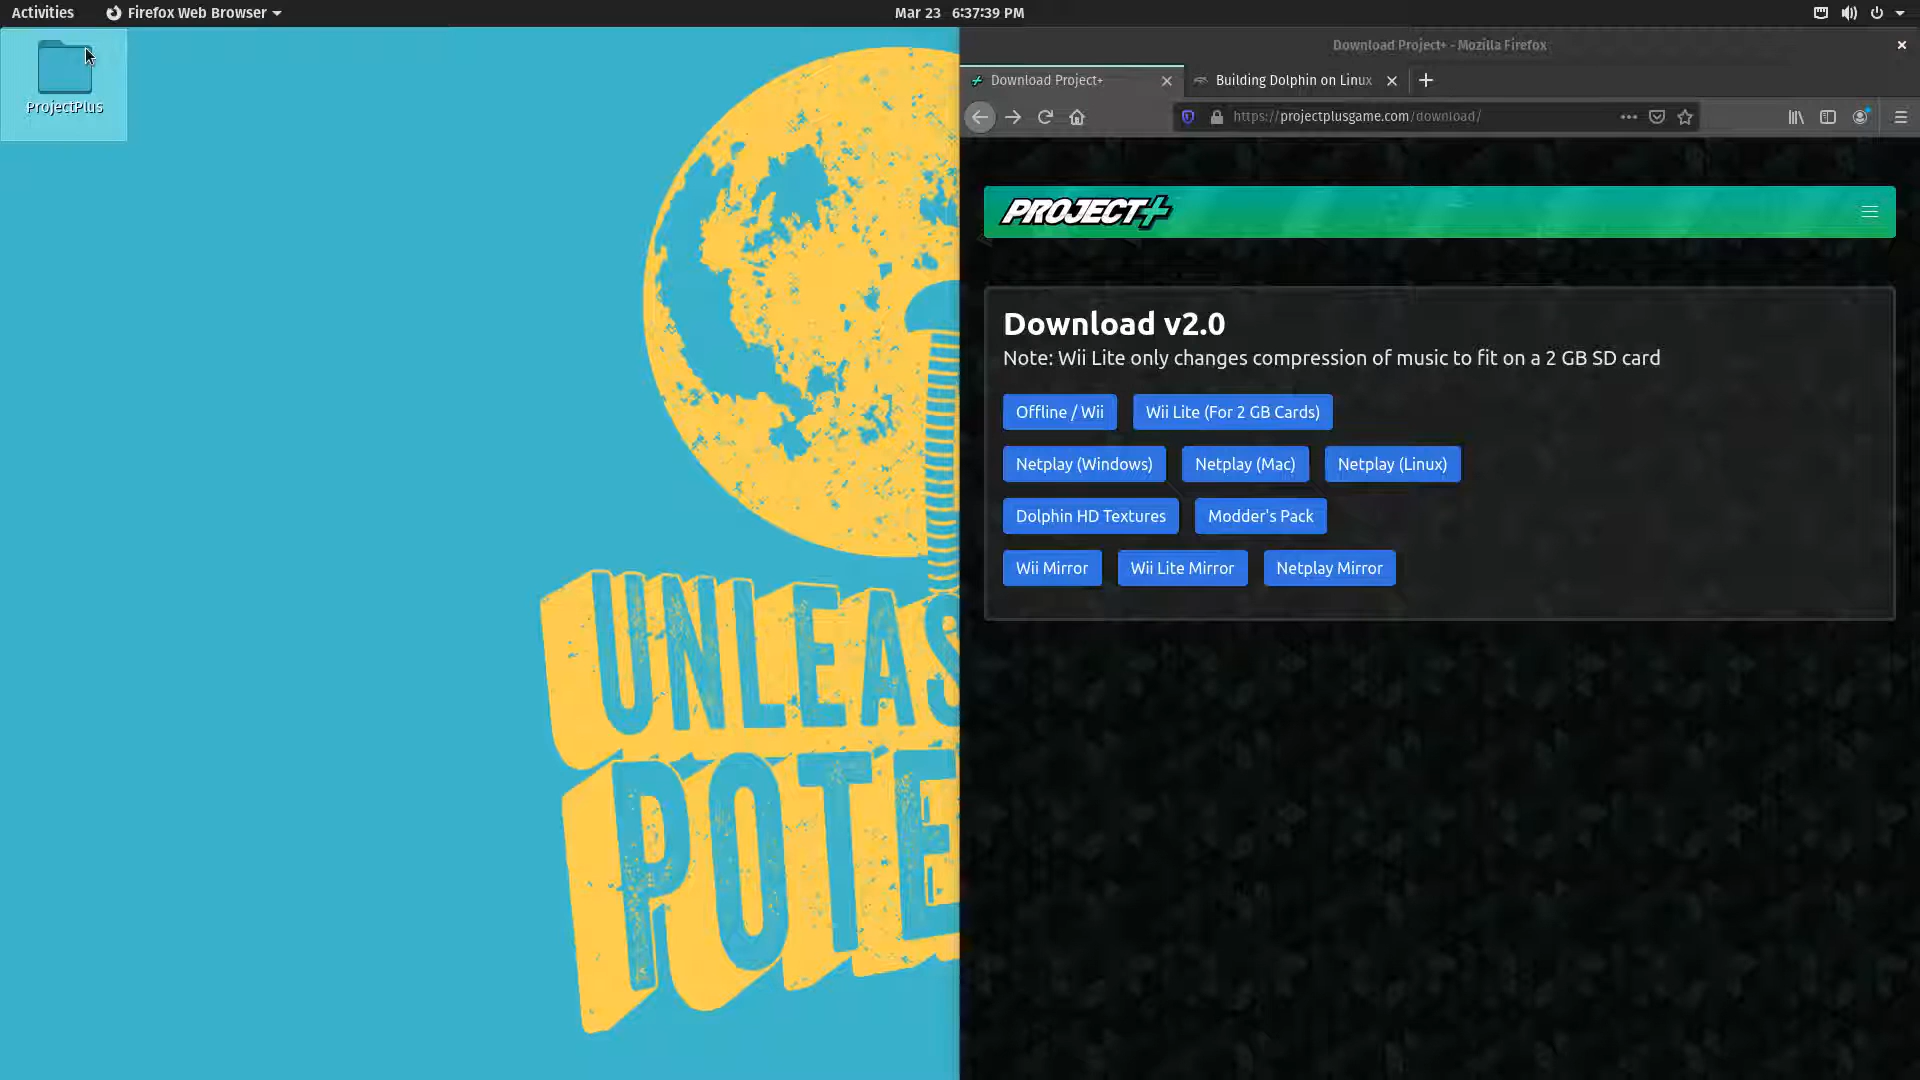 Activities Firefox Web Browser Mar 23 6:37:39 PM
ProjectPlus
Download Project+ - Mozilla Firefox
Download Project+ Building Dolphin on Linux
https://projectplusgame.com/download/
PROJECT+
Download v2.0
Note: Wii Lite only changes compression of music to fit on a 2 GB SD card
Offline / Wii Wii Lite (For 2 GB Cards)
Netplay (Windows) Netplay (Mac) Netplay (Linux)
Dolphin HD Textures Modder's Pack
Wii Mirror Wii Lite Mirror Netplay Mirror
UNLEAS
POTE